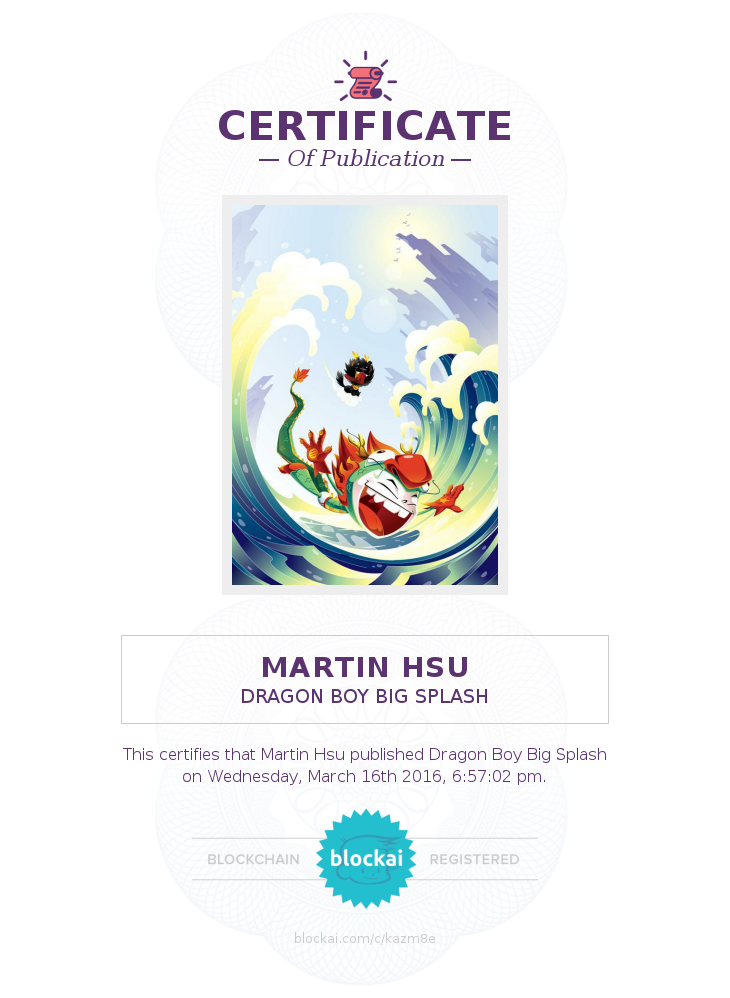 CERTIFICATE
— Of Publication —
MARTIN HSU
DRAGON BOY BIG SPLASH
This certifies that Martin Hsu published Dragon Boy Big Splash
on Wednesday, March 16th 2016, 6:57:02 pm.
BLOCKCHAIN blockai REGISTERED
blockai.com/c/kazm8e